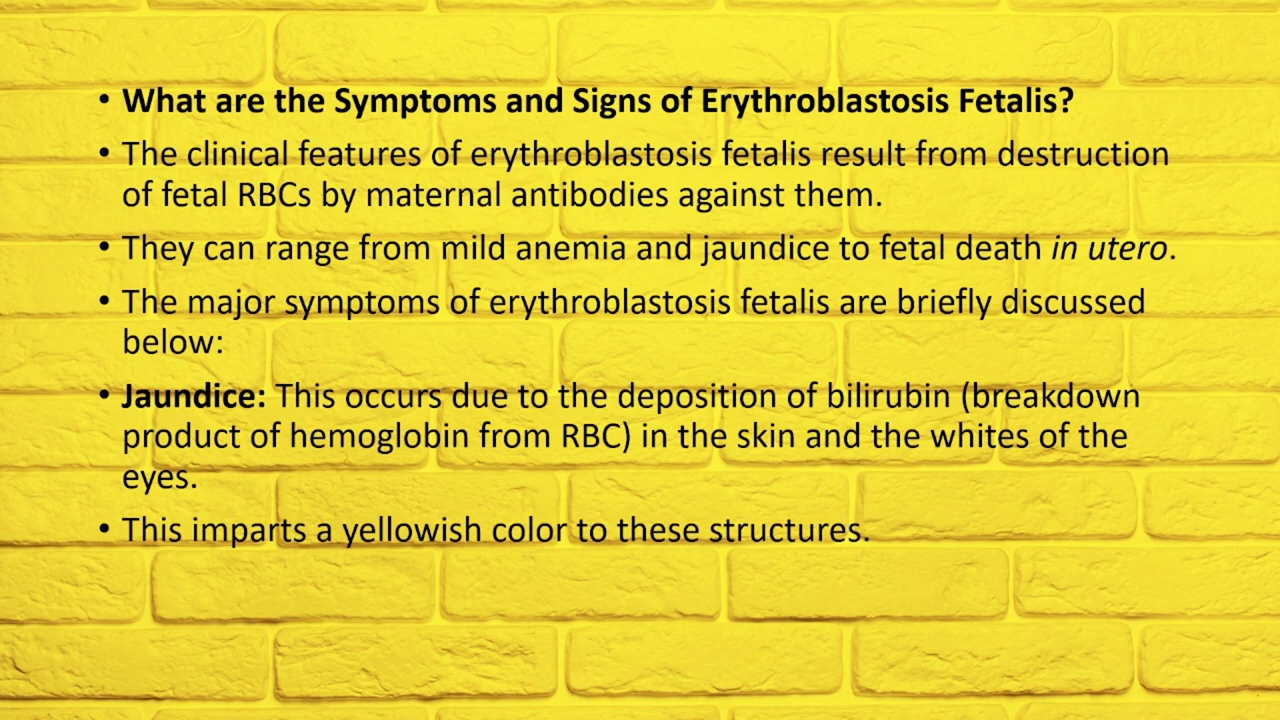 • What are the Symptoms and Signs of Erythroblastosis Fetalis?
• The clinical features of erythroblastosis fetalis result from destruction
of fetal RBCs by maternal antibodies against them.
• They can range from mild anemia and jaundice to fetal death in utero.
• The major symptoms of erythroblastosis fetalis are briefly discussed
below:
• Jaundice: This occurs due to the deposition of bilirubin (breakdown
product of hemoglobin from RBC) in the skin and the whites of the
eyes.
• This imparts a yellowish color to these structures.